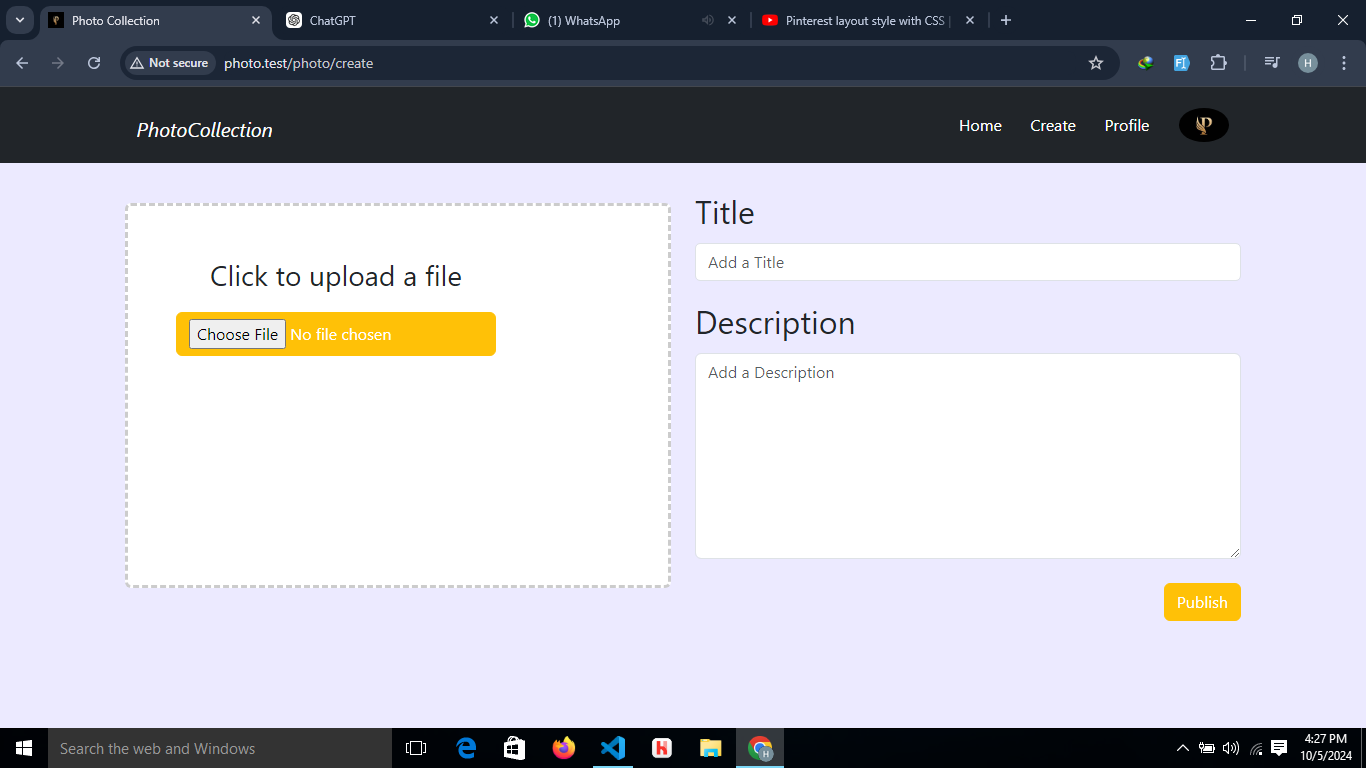 Photo Collection
ChatGPT
(1) WhatsApp
Pinterest layout style with CSS |
Not secure
photo.test/photo/create
H
PhotoCollection
Home
Create
Profile
P
Click to upload a file
Choose File No file chosen
Title
Add a Title
Description
Add a Description
Publish
Search the web and Windows
4:27 PM
10/5/2024